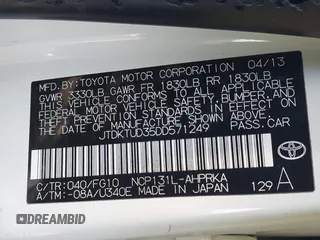 MFD.BY:TOYOTA MOTOR CORPORATION 04/13
GVWR 3330LB GAWR FR 1830LB RR 1830LB
THIS VEHICLE CONFORMS TO ALL APPLICABLE
FEDERAL MOTOR VEHICLE SAFETY, BUMPER, AND
THEFT PREVENTION STANDARDS IN EFFECT ON
THE DATE OF MANUFACTURE SHOWN ABOVE.
JTDKTUD35DD571249 PASS.CAR
C/TR:040/FG10 NCP131L-AHPRKA
A/TM:-08A/U340E MADE IN JAPAN 129 A
TOYOTA
© DREAMBID